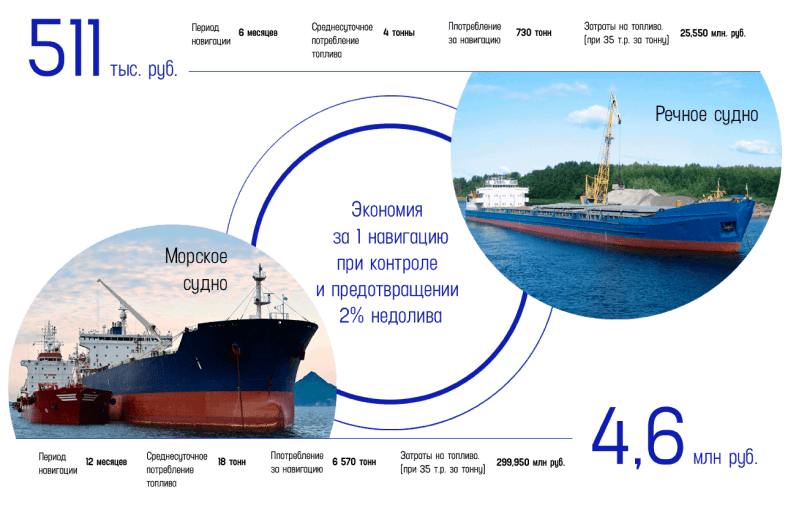 511 тыс. руб.
Период навигации 6 месяцев
Среднесуточное потребление топлива 4 тонны
Ппотребление за навигацию 730 тонн
Затраты на топливо. (при 35 т.р. за тонну) 25,550 млн. руб.
Речное судно
Экономия
за 1 навигацию
при контроле
и предотвращении
2% недолива
Морское
судно
4,6 млн руб.
Период навигации 12 месяцев
Среднесуточное потребление топлива 18 тонн
Ппотребление за навигацию 6 570 тонн
Затраты на топливо. (при 35 т.р. за тонну) 299,950 млн руб.